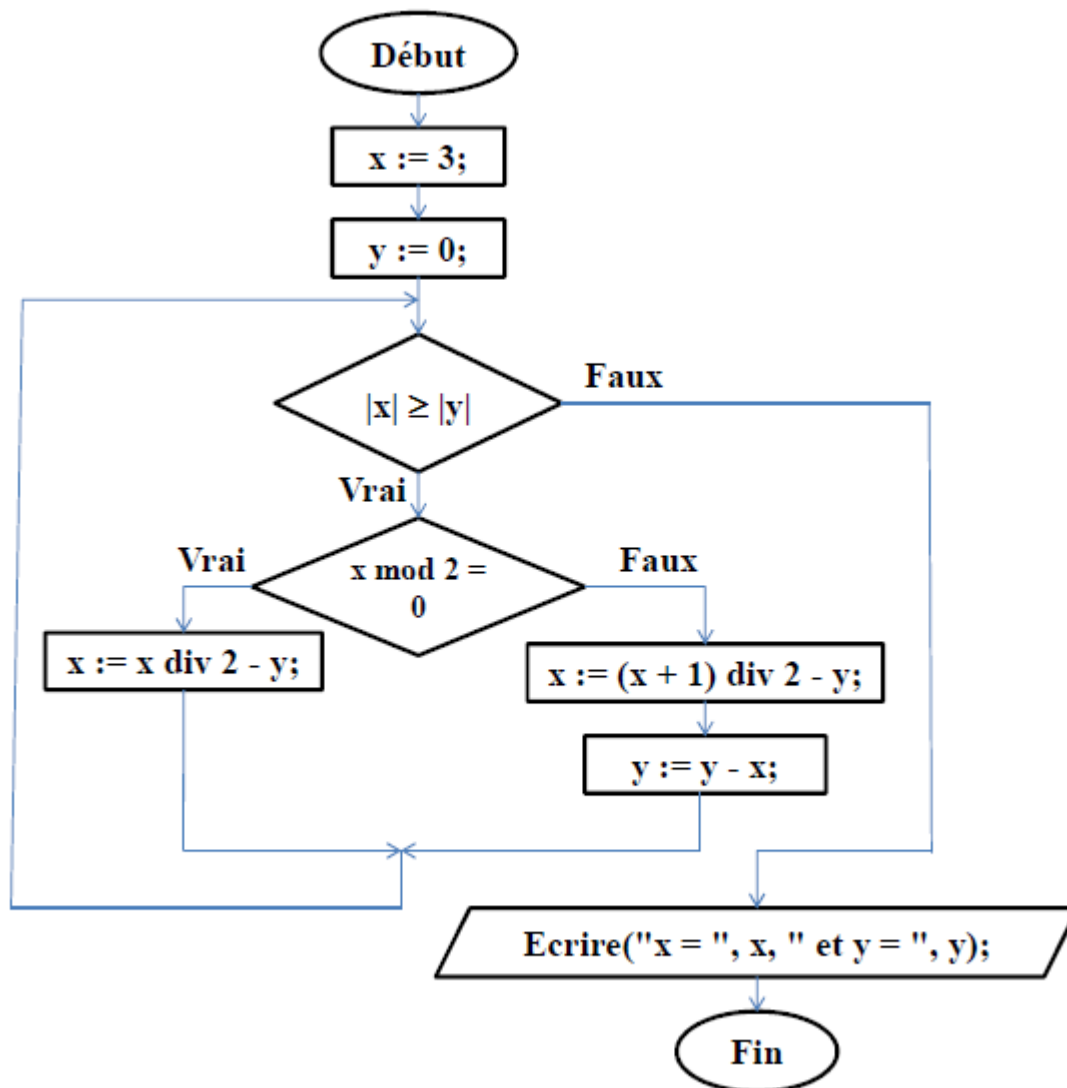 Début
x := 3;
y := 0;
|x| ≥ |y|
Faux
Vrai
x mod 2 =
0
Vrai
Faux
x := x div 2 - y;
x := (x + 1) div 2 - y;
y := y - x;
Ecrire("x = ", x, " et y = ", y);
Fin